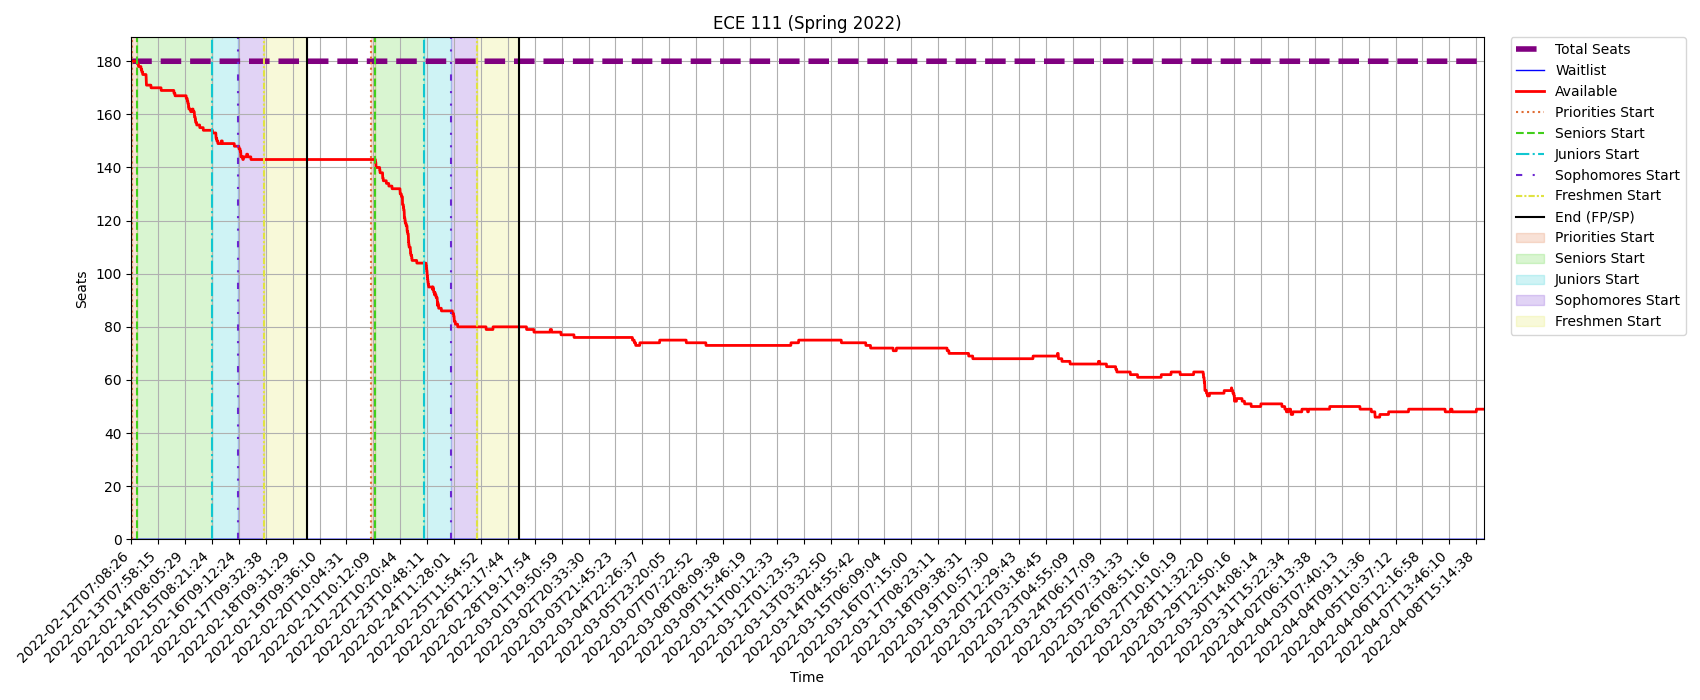 ECE 111 (Spring 2022)
Seats
180
160
140
120
100
80
60
40
20
0
2022-02-12T7:08:26
2022-02-13T07:58:15
2022-02-14T08:05:29
2022-02-15T08:21:24
2022-02-16T09:12:24
2022-02-17T09:32:38
2022-02-18T09:31:29
2022-02-19T09:36:10
2022-02-20T10:04:31
2022-02-21T10:12:09
2022-02-22T10:20:44
2022-02-23T10:48:11
2022-02-24T11:28:01
2022-02-25T11:54:52
2022-02-26T12:17:44
2022-02-28T19:17:54
2022-03-01T19:50:59
2022-03-02T20:33:30
2022-03-03T21:45:23
2022-03-04T22:26:37
2022-03-05T23:20:05
2022-03-07T07:22:52
2022-03-08T08:09:38
2022-03-09T15:46:19
2022-03-11T00:12:33
2022-03-12T01:23:53
2022-03-13T03:32:50
2022-03-14T04:55:42
2022-03-15T06:09:04
2022-03-16T07:15:00
2022-03-17T08:23:11
2022-03-18T09:38:31
2022-03-19T10:57:30
2022-03-20T12:29:43
2022-03-22T03:18:45
2022-03-23T04:55:09
2022-03-24T06:17:09
2022-03-25T07:31:33
2022-03-26T08:51:16
2022-03-27T10:10:19
2022-03-28T11:32:20
2022-03-29T12:50:16
2022-03-30T14:08:14
2022-03-31T15:22:34
2022-04-02T06:13:38
2022-04-03T07:40:13
2022-04-04T09:11:36
2022-04-05T10:37:12
2022-04-06T12:16:58
2022-04-07T13:46:10
2022-04-08T15:14:38
Time
Total Seats
Waitlist
Available
Priorities Start
Seniors Start
Juniors Start
Sophomores Start
Freshmen Start
End (FP/SP)
Priorities Start
Seniors Start
Juniors Start
Sophomores Start
Freshmen Start